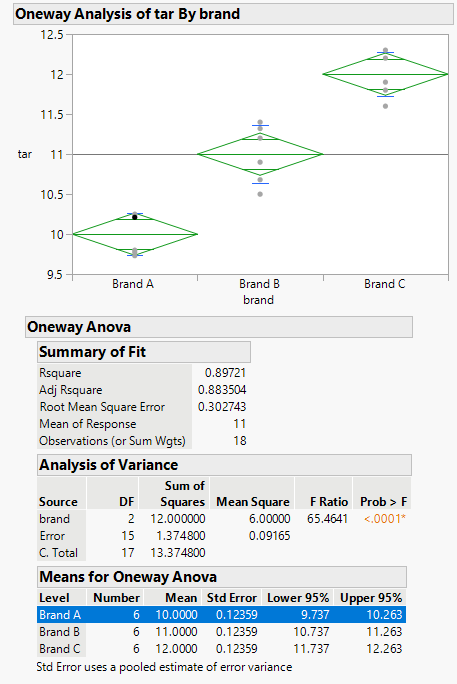 Oneway Analysis of tar By brand
12.5
12
11.5
tar 11
10.5
10
9.5
Brand A Brand B Brand C
brand
Oneway Anova
Summary of Fit
Rsquare 0.89721
Adj Rsquare 0.883504
Root Mean Square Error 0.302743
Mean of Response 11
Observations (or Sum Wgts) 18
Analysis of Variance
Sum of
Source DF Squares Mean Square F Ratio Prob > F
brand 2 12.000000 6.00000 65.4641 <.0001*
Error 15 1.374800 0.09165
C. Total 17 13.374800
Means for Oneway Anova
Level Number Mean Std Error Lower 95% Upper 95%
Brand A 6 10.0000 0.12359 9.737 10.263
Brand B 6 11.0000 0.12359 10.737 11.263
Brand C 6 12.0000 0.12359 11.737 12.263
Std Error uses a pooled estimate of error variance